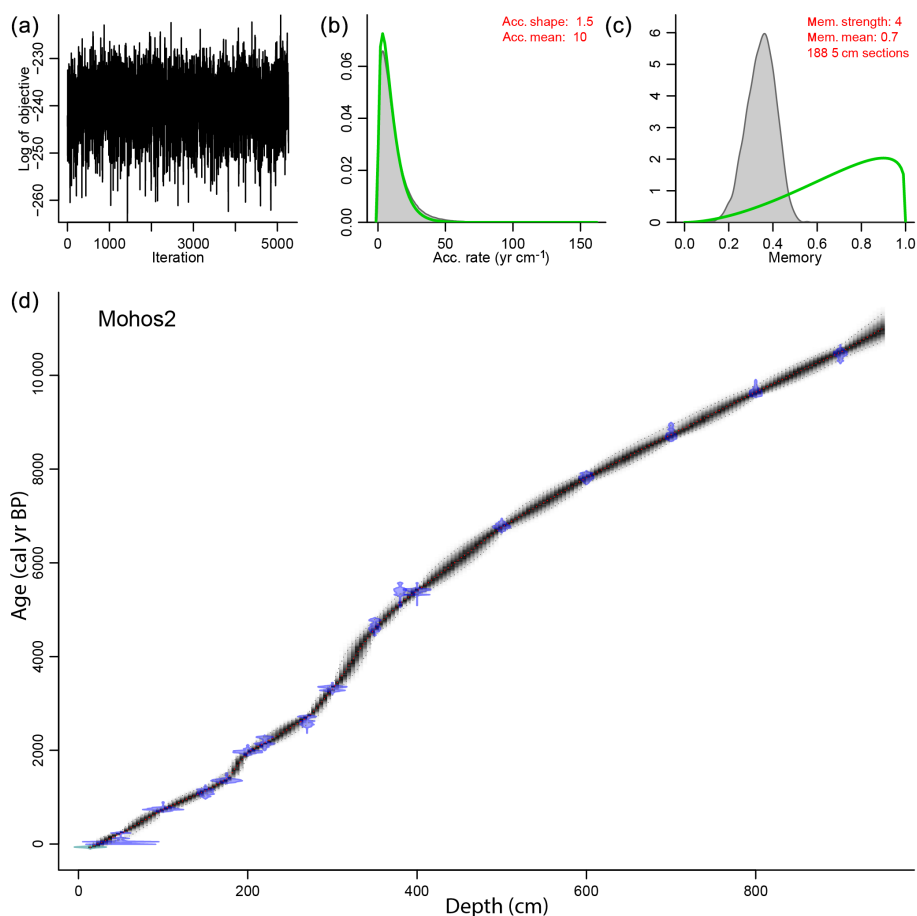 (a)
Log of objective
-230
-240
-250
-260
0 1000 3000 5000
Iteration
(b)
Acc. shape: 1.5
Acc. mean: 10
0.06
0.04
0.02
0.00
0 50 100 150
Acc. rate (yr cm-1)
(c)
Mem. strength: 4
Mem. mean: 0.7
188 5 cm sections
6
5
4
3
2
1
0
0.0 0.2 0.4 0.6 0.8 1.0
Memory
(d)
Mohos2
Age (cal yr BP)
10 000
8000
6000
4000
2000
0
0 200 400 600 800
Depth (cm)